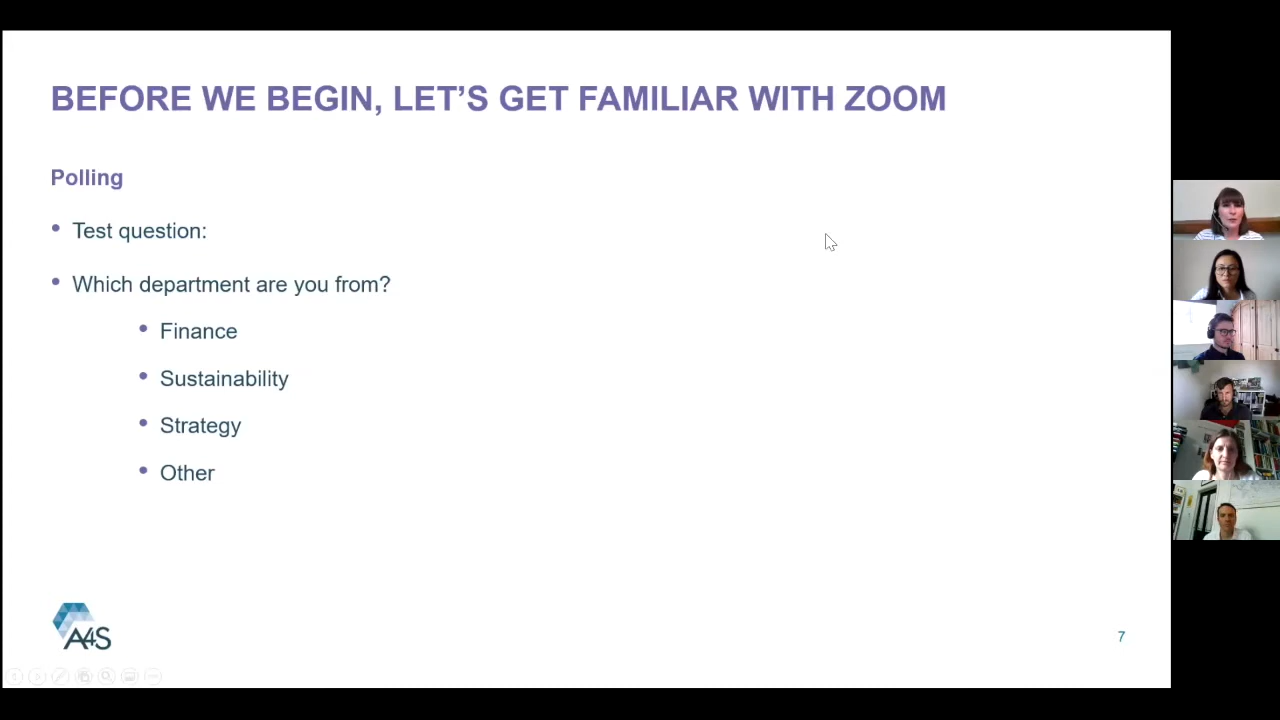 BEFORE WE BEGIN, LET'S GET FAMILIAR WITH ZOOM
Polling
• Test question:
• Which department are you from?
• Finance
• Sustainability
• Strategy
• Other
A4S
7